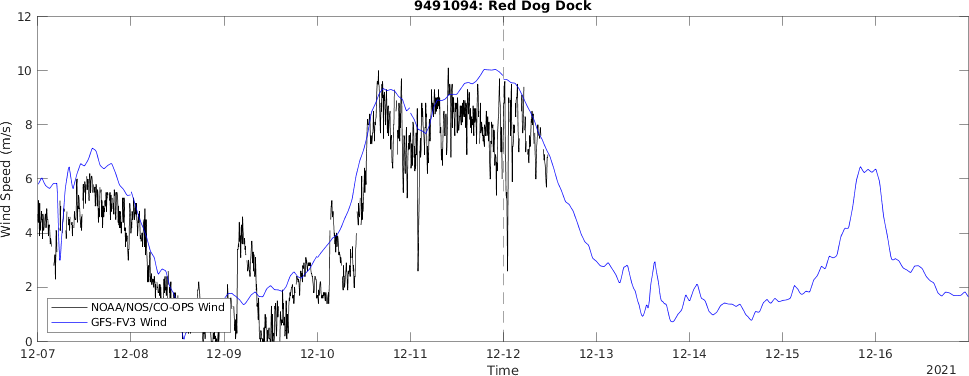 9491094: Red Dog Dock
12
10
8
6
4
2
0
Wind Speed (m/s)
NOAA/NOS/CO-OPS Wind
GFS-FV3 Wind
12-07 12-08 12-09 12-10 12-11 12-12 12-13 12-14 12-15 12-16
Time
2021